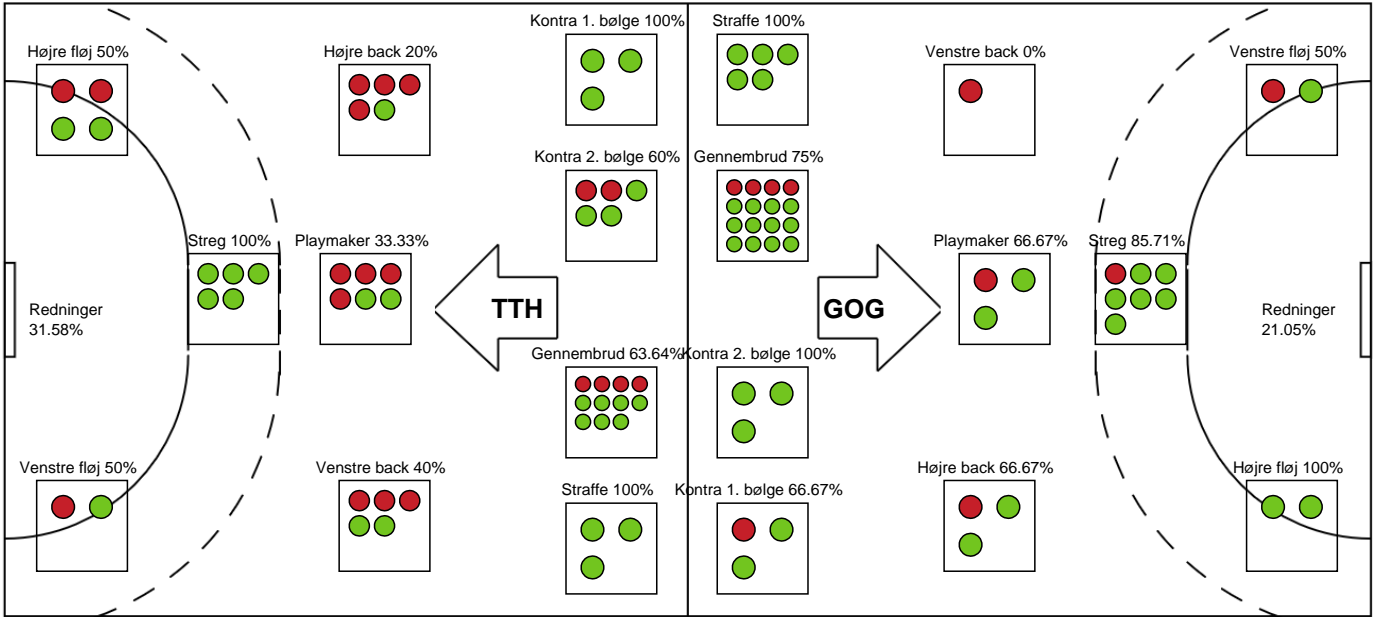 Kontra 1. bølge 100%
Straffe 100%
Højre fløj 50%
Højre back 20%
Venstre back 0%
Venstre fløj 50%
Kontra 2. bølge 60%
Gennembrud 75%
Streg 100%
Playmaker 33.33%
Playmaker 66.67%
Streg 85.71%
TTH
GOG
Redninger
31.58%
Redninger
21.05%
Gennembrud 63.64%
Kontra 2. bølge 100%
Venstre fløj 50%
Venstre back 40%
Højre back 66.67%
Højre fløj 100%
Straffe 100%
Kontra 1. bølge 66.67%